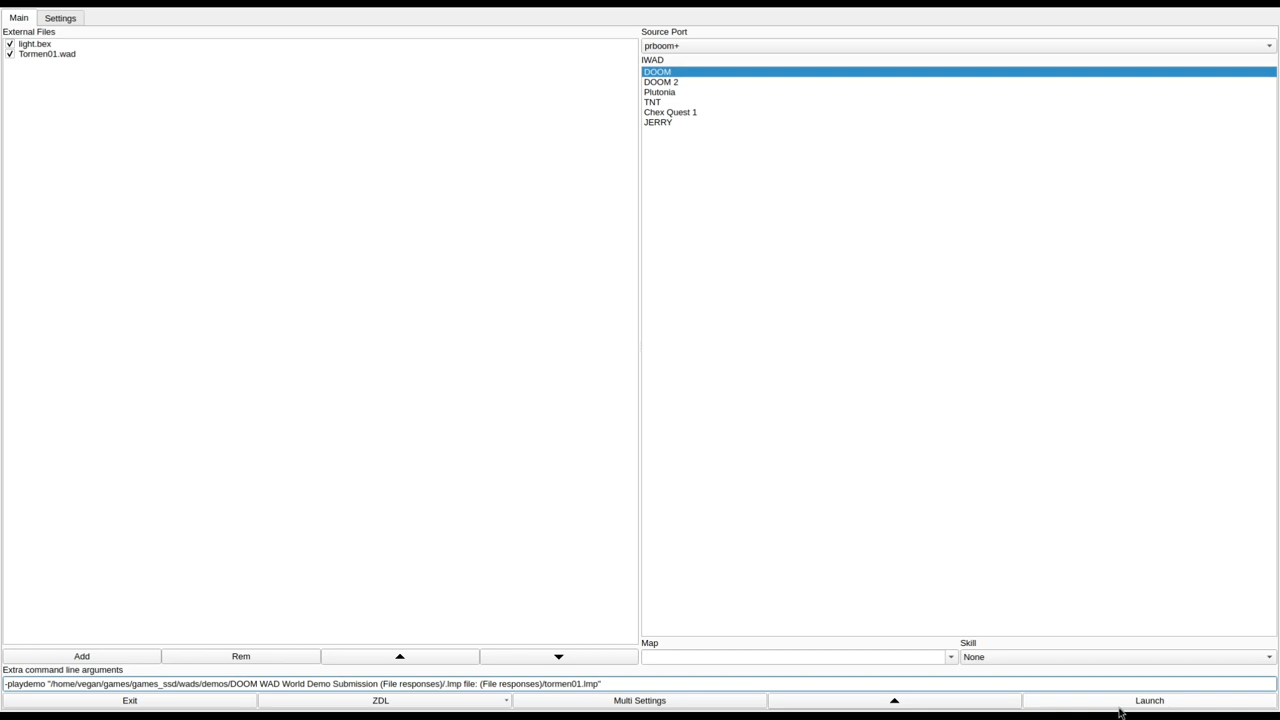 Main Settings
External Files
light.bex
Tormen01.wad
Source Port
prboom+
IWAD
DOOM
DOOM 2
Plutonia
TNT
Chex Quest 1
JERRY
Map Skill
None
Add Rem
Extra command line arguments
-playdemo "/home/vegan/games/games_ssd/wads/demos/DOOM WAD World Demo Submission (File responses)/.lmp file: (File responses)/tormen01.lmp"
Exit ZDL Multi Settings Launch